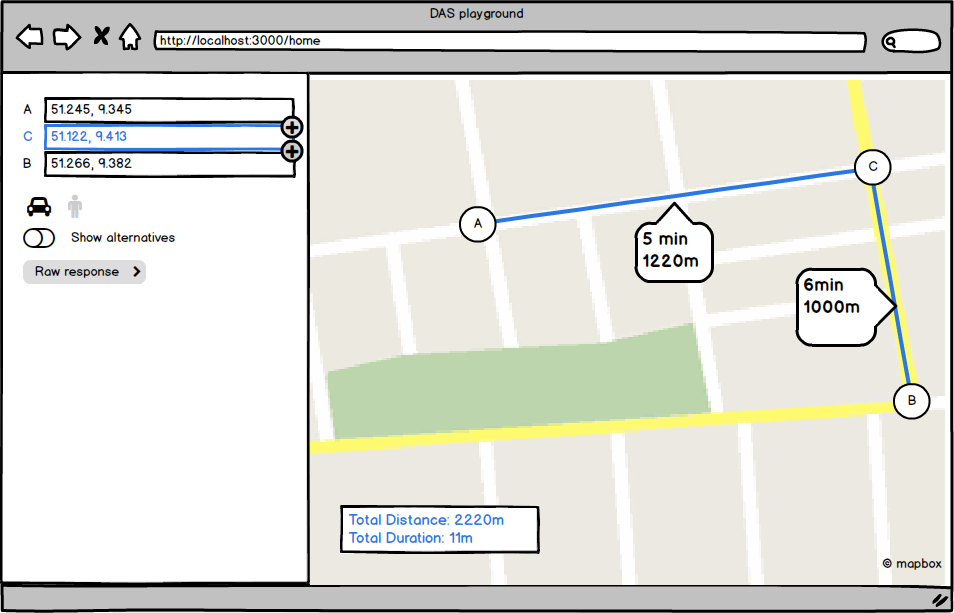 DAS playground
http://localhost:3000/home
A 51.245, 9.345
C 51.122, 9.413
B 51.266, 9.382
Show alternatives
Raw response
C
A
5 min
1220m
6min
1000m
B
Total Distance: 2220m
Total Duration: 11m
© mapbox